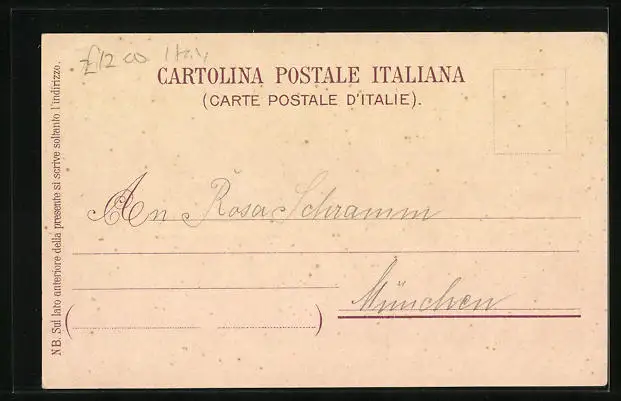 £12 00 Italy
CARTOLINA POSTALE ITALIANA
(CARTE POSTALE D'ITALIE).
An Rosa Schramm
München
NB. Sul lato anteriore della presente si scrive soltanto l'indirizzo.